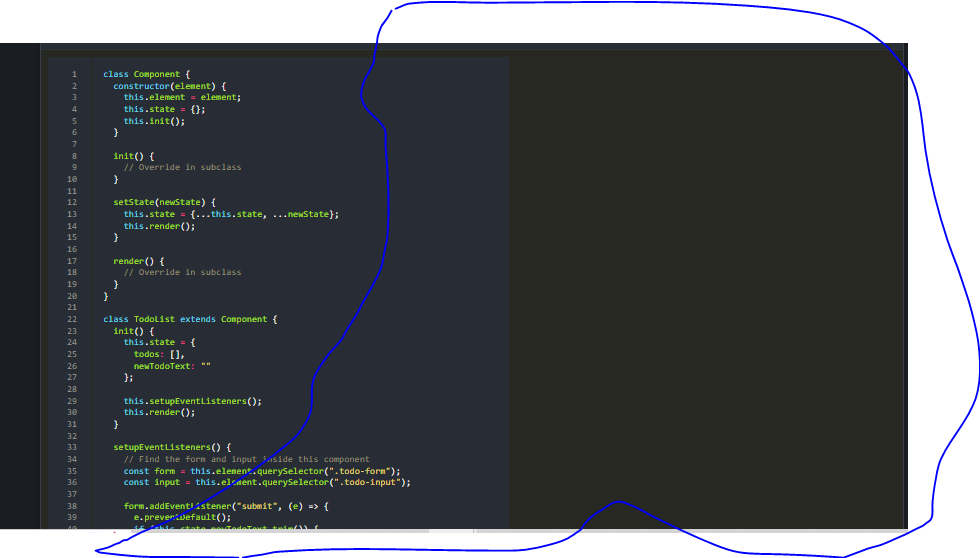 1 class Component {
2 constructor(element) {
3 this.element = element;
4 this.state = {};
5 this.init();
6 }
7
8 init() {
9 // Override in subclass
10 }
11
12 setState(newState) {
13 this.state = {...this.state, ...newState};
14 this.render();
15 }
16
17 render() {
18 // Override in subclass
19 }
20 }
21
22 class TodoList extends Component {
23 init() {
24 this.state = {
25 todos: [],
26 newTodoText: ""
27 };
28
29 this.setupEventListeners();
30 this.render();
31 }
32
33 setupEventListeners() {
34 // Find the form and input inside this component
35 const form = this.element.querySelector(".todo-form");
36 const input = this.element.querySelector(".todo-input");
37
38 form.addEventListener("submit", (e) => {
39 e.preventDefault();
40 if (this.state.newTodoText.trim()) {